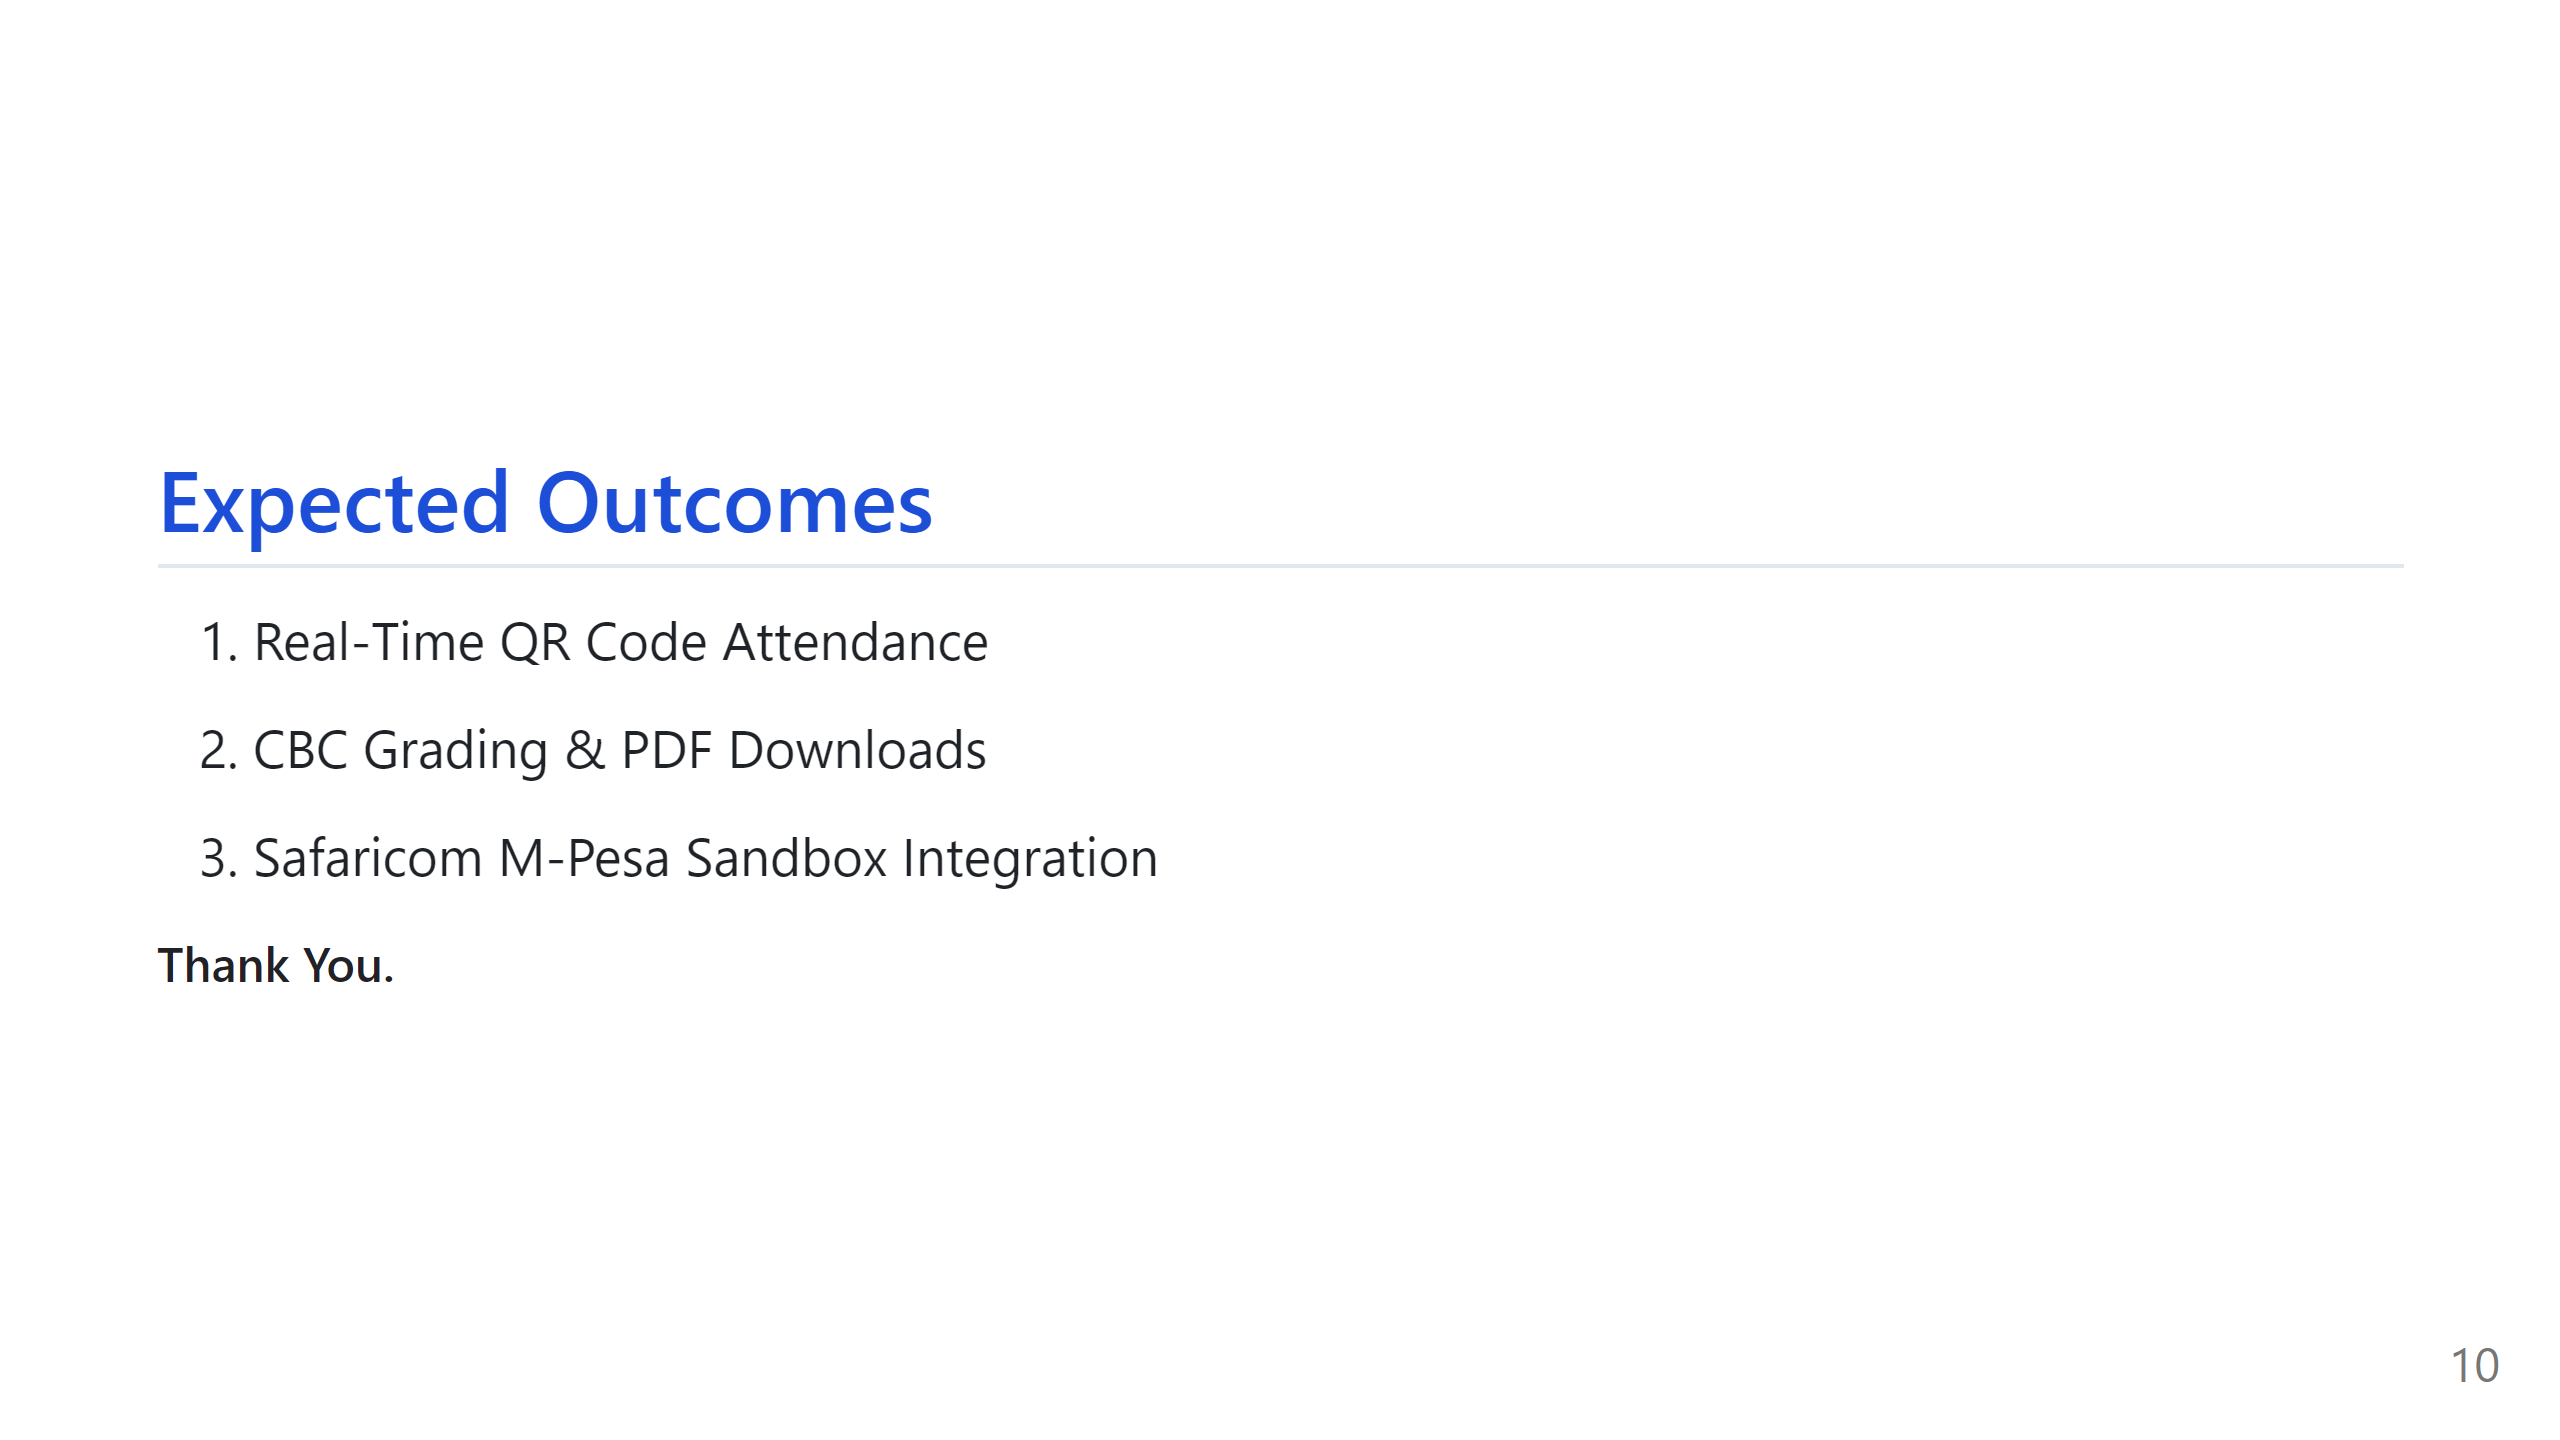 Expected Outcomes
1. Real-Time QR Code Attendance
2. CBC Grading & PDF Downloads
3. Safaricom M-Pesa Sandbox Integration
Thank You.
10